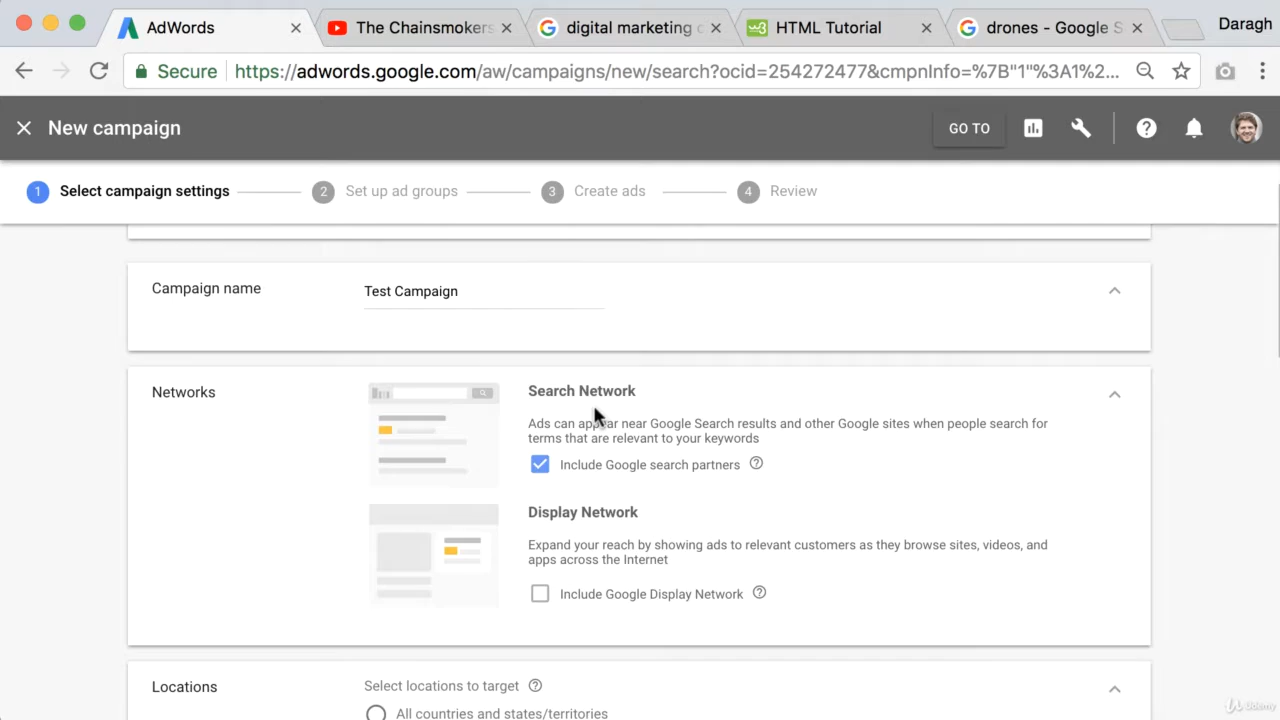 AdWords
The Chainsmokers
digital marketing c
HTML Tutorial
drones - Google S
Daragh
Secure
https://adwords.google.com/aw/campaigns/new/search?ocid=254272477&cmpnInfo=%7B"1"%3A1%2...
New campaign
GO TO
1 Select campaign settings
2 Set up ad groups
3 Create ads
4 Review
Campaign name
Test Campaign
Networks
Search Network
Ads can appear near Google Search results and other Google sites when people search for
terms that are relevant to your keywords
Include Google search partners
Display Network
Expand your reach by showing ads to relevant customers as they browse sites, videos, and
apps across the Internet
Include Google Display Network
Locations
Select locations to target
All countries and states/territories
Udemy